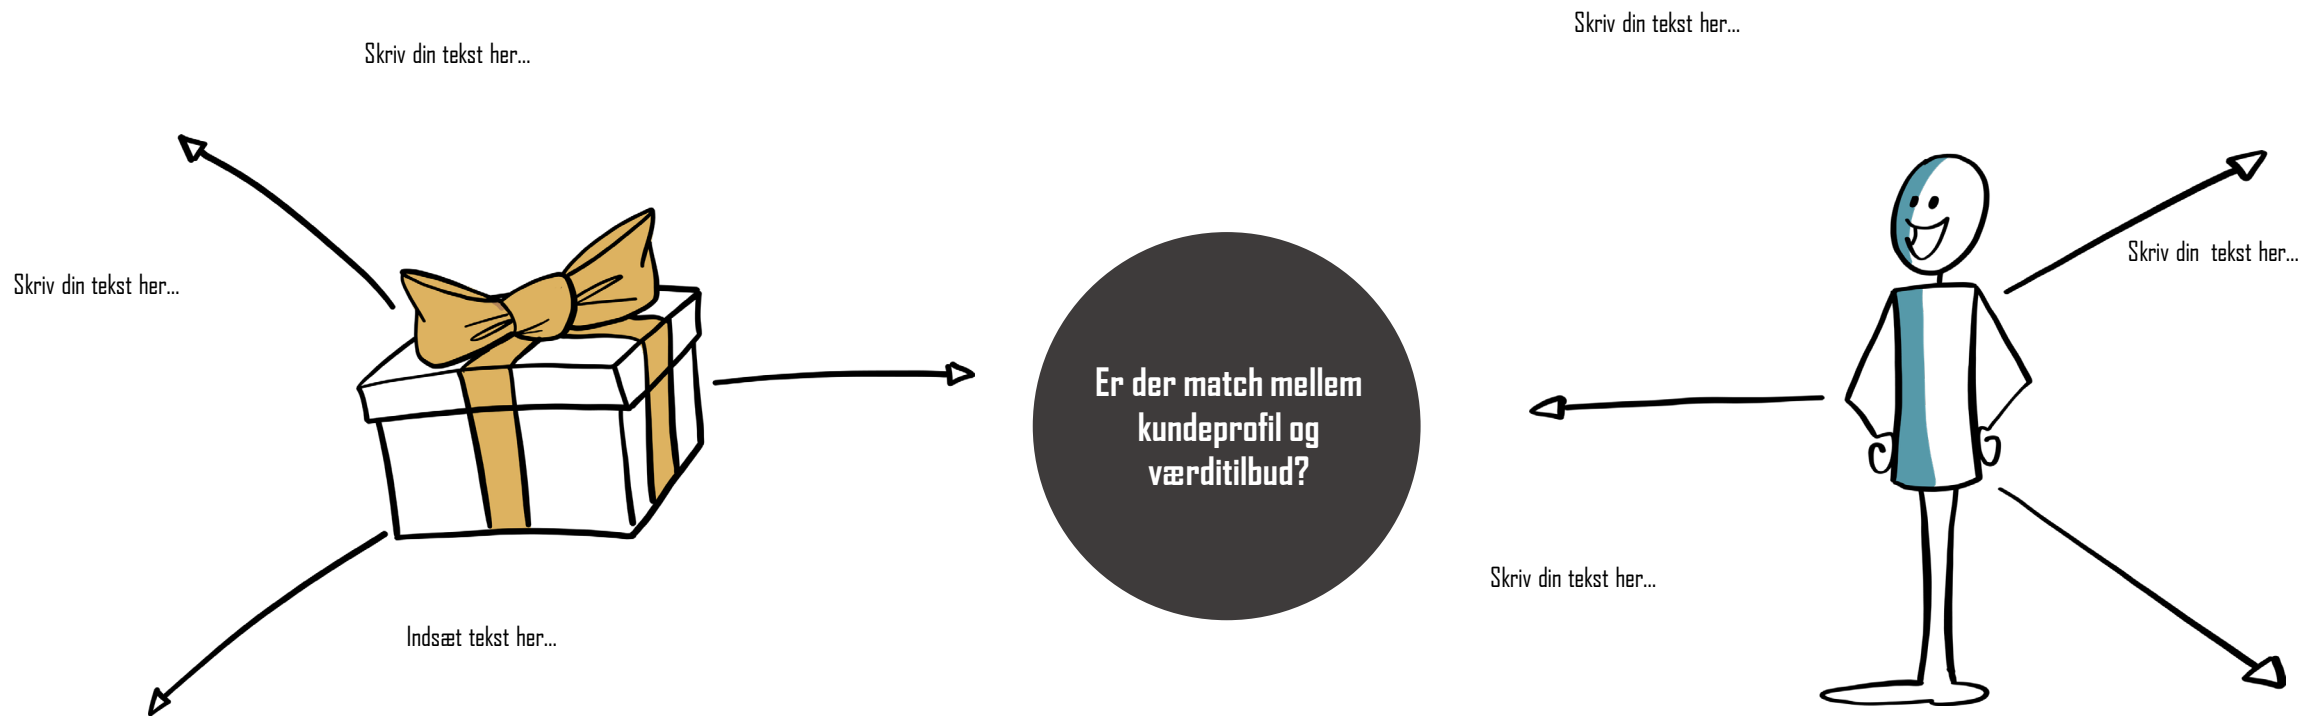 Skriv din tekst her...
Skriv din tekst her...
Skriv din tekst her...
Skriv din tekst her...
Er der match mellem
kundeprofil og
værditilbud?
Skriv din tekst her...
Indsæt tekst her...